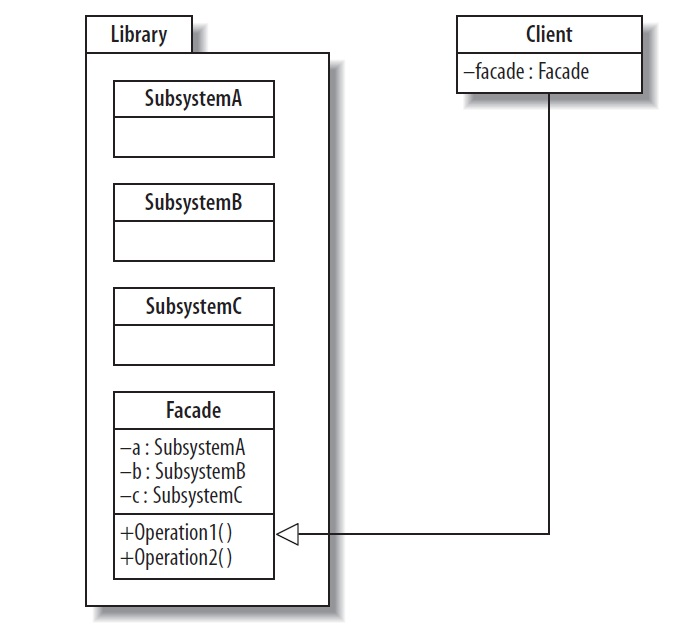 Library
SubsystemA
SubsystemB
SubsystemC
Facade
–a : SubsystemA
–b : SubsystemB
–c : SubsystemC
+Operation1( )
+Operation2( )
Client
–facade : Facade